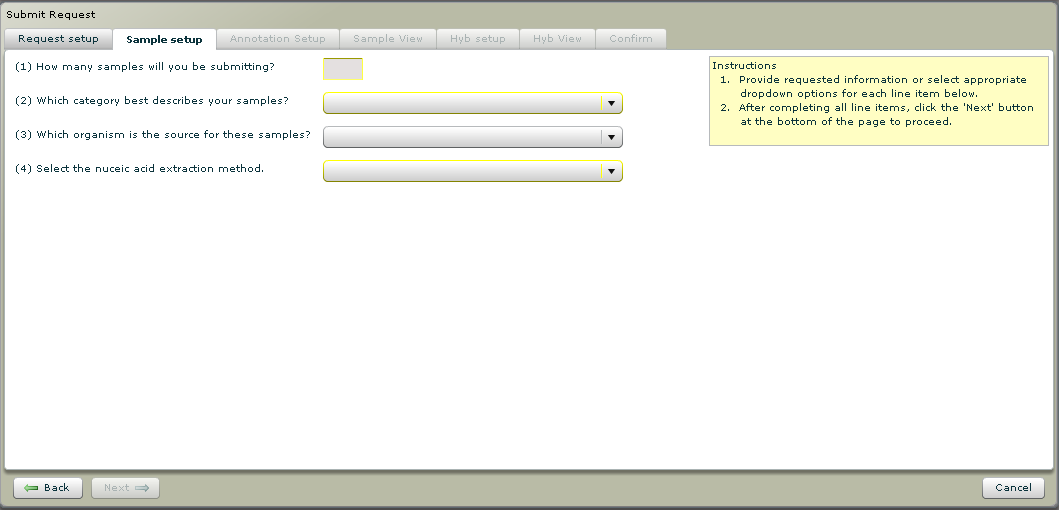 Submit Request
Request setup Sample setup Annotation Setup Sample View Hyb setup Hyb View Confirm
(1) How many samples will you be submitting?
(2) Which category best describes your samples?
(3) Which organism is the source for these samples?
(4) Select the nuceic acid extraction method.
Instructions
1. Provide requested information or select appropriate
dropdown options for each line item below.
2. After completing all line items, click the 'Next' button
at the bottom of the page to proceed.
Back Next Cancel